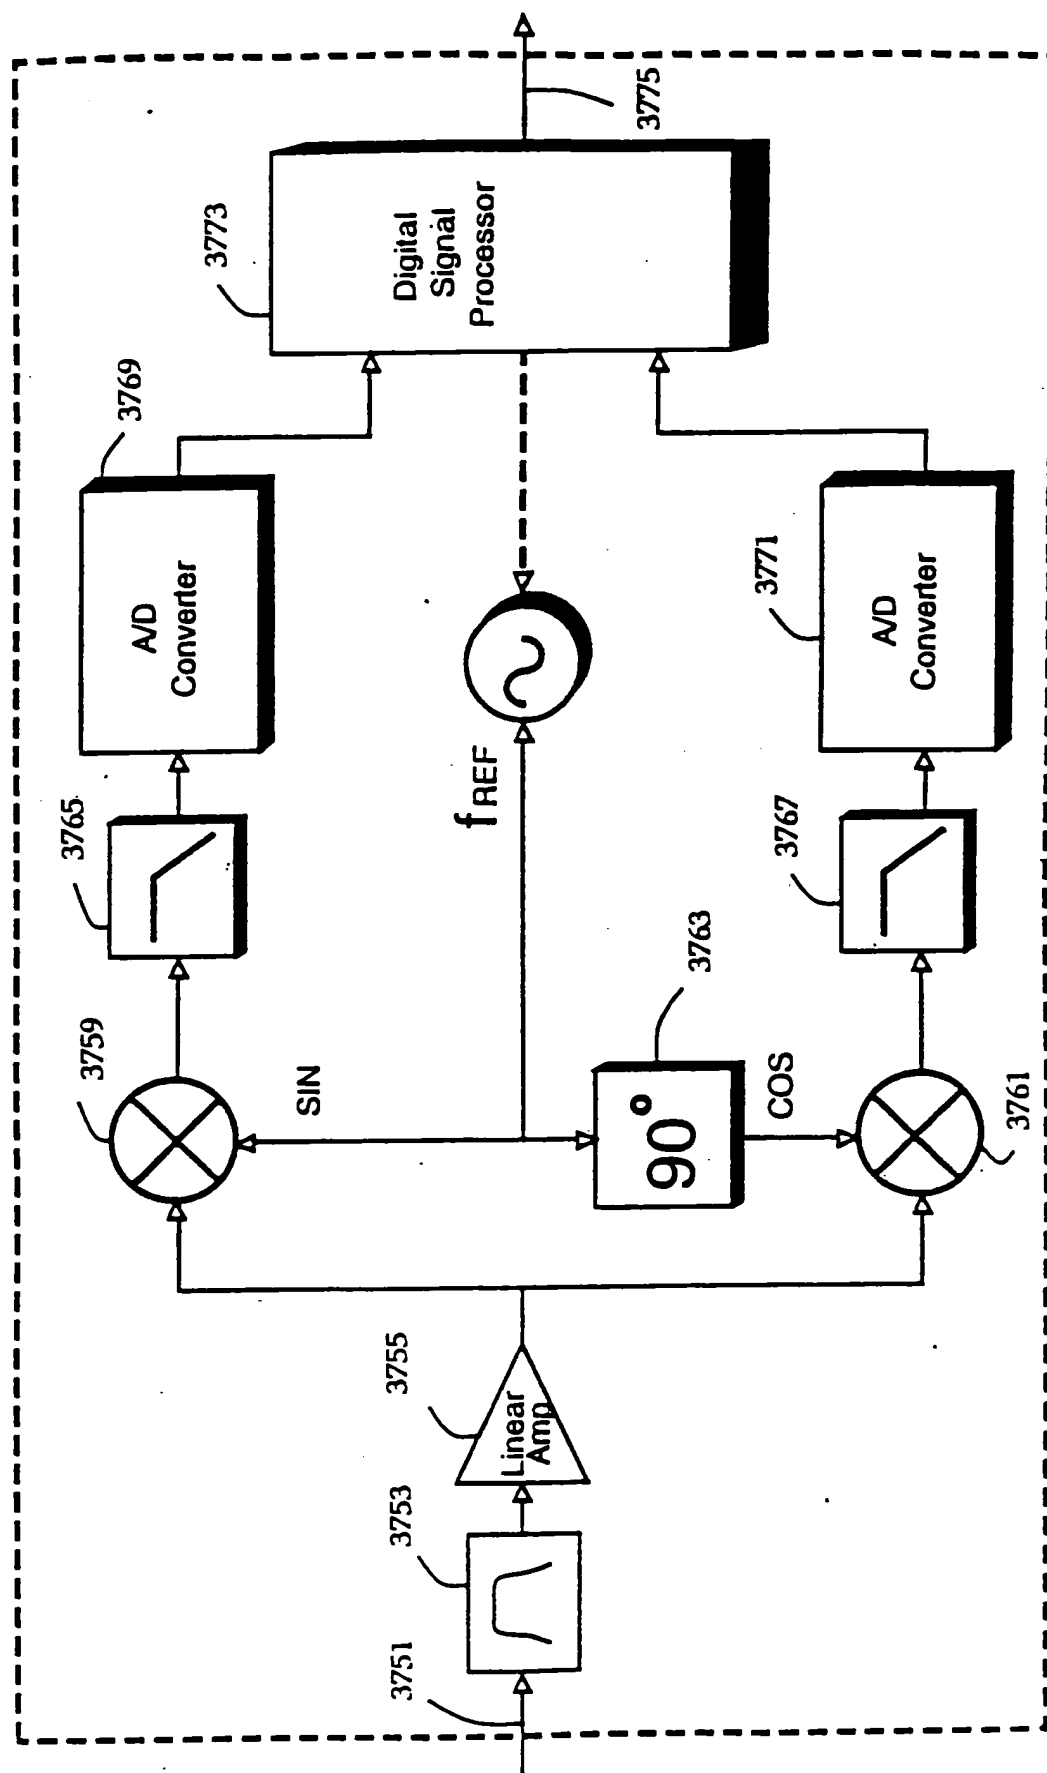 3751
3753
3755
Linear
Amp
3759
SIN
90°
3763
COS
3761
3765
fREF
3767
3769
A/D
Converter
3771
A/D
Converter
3773
Digital
Signal
Processor
3775